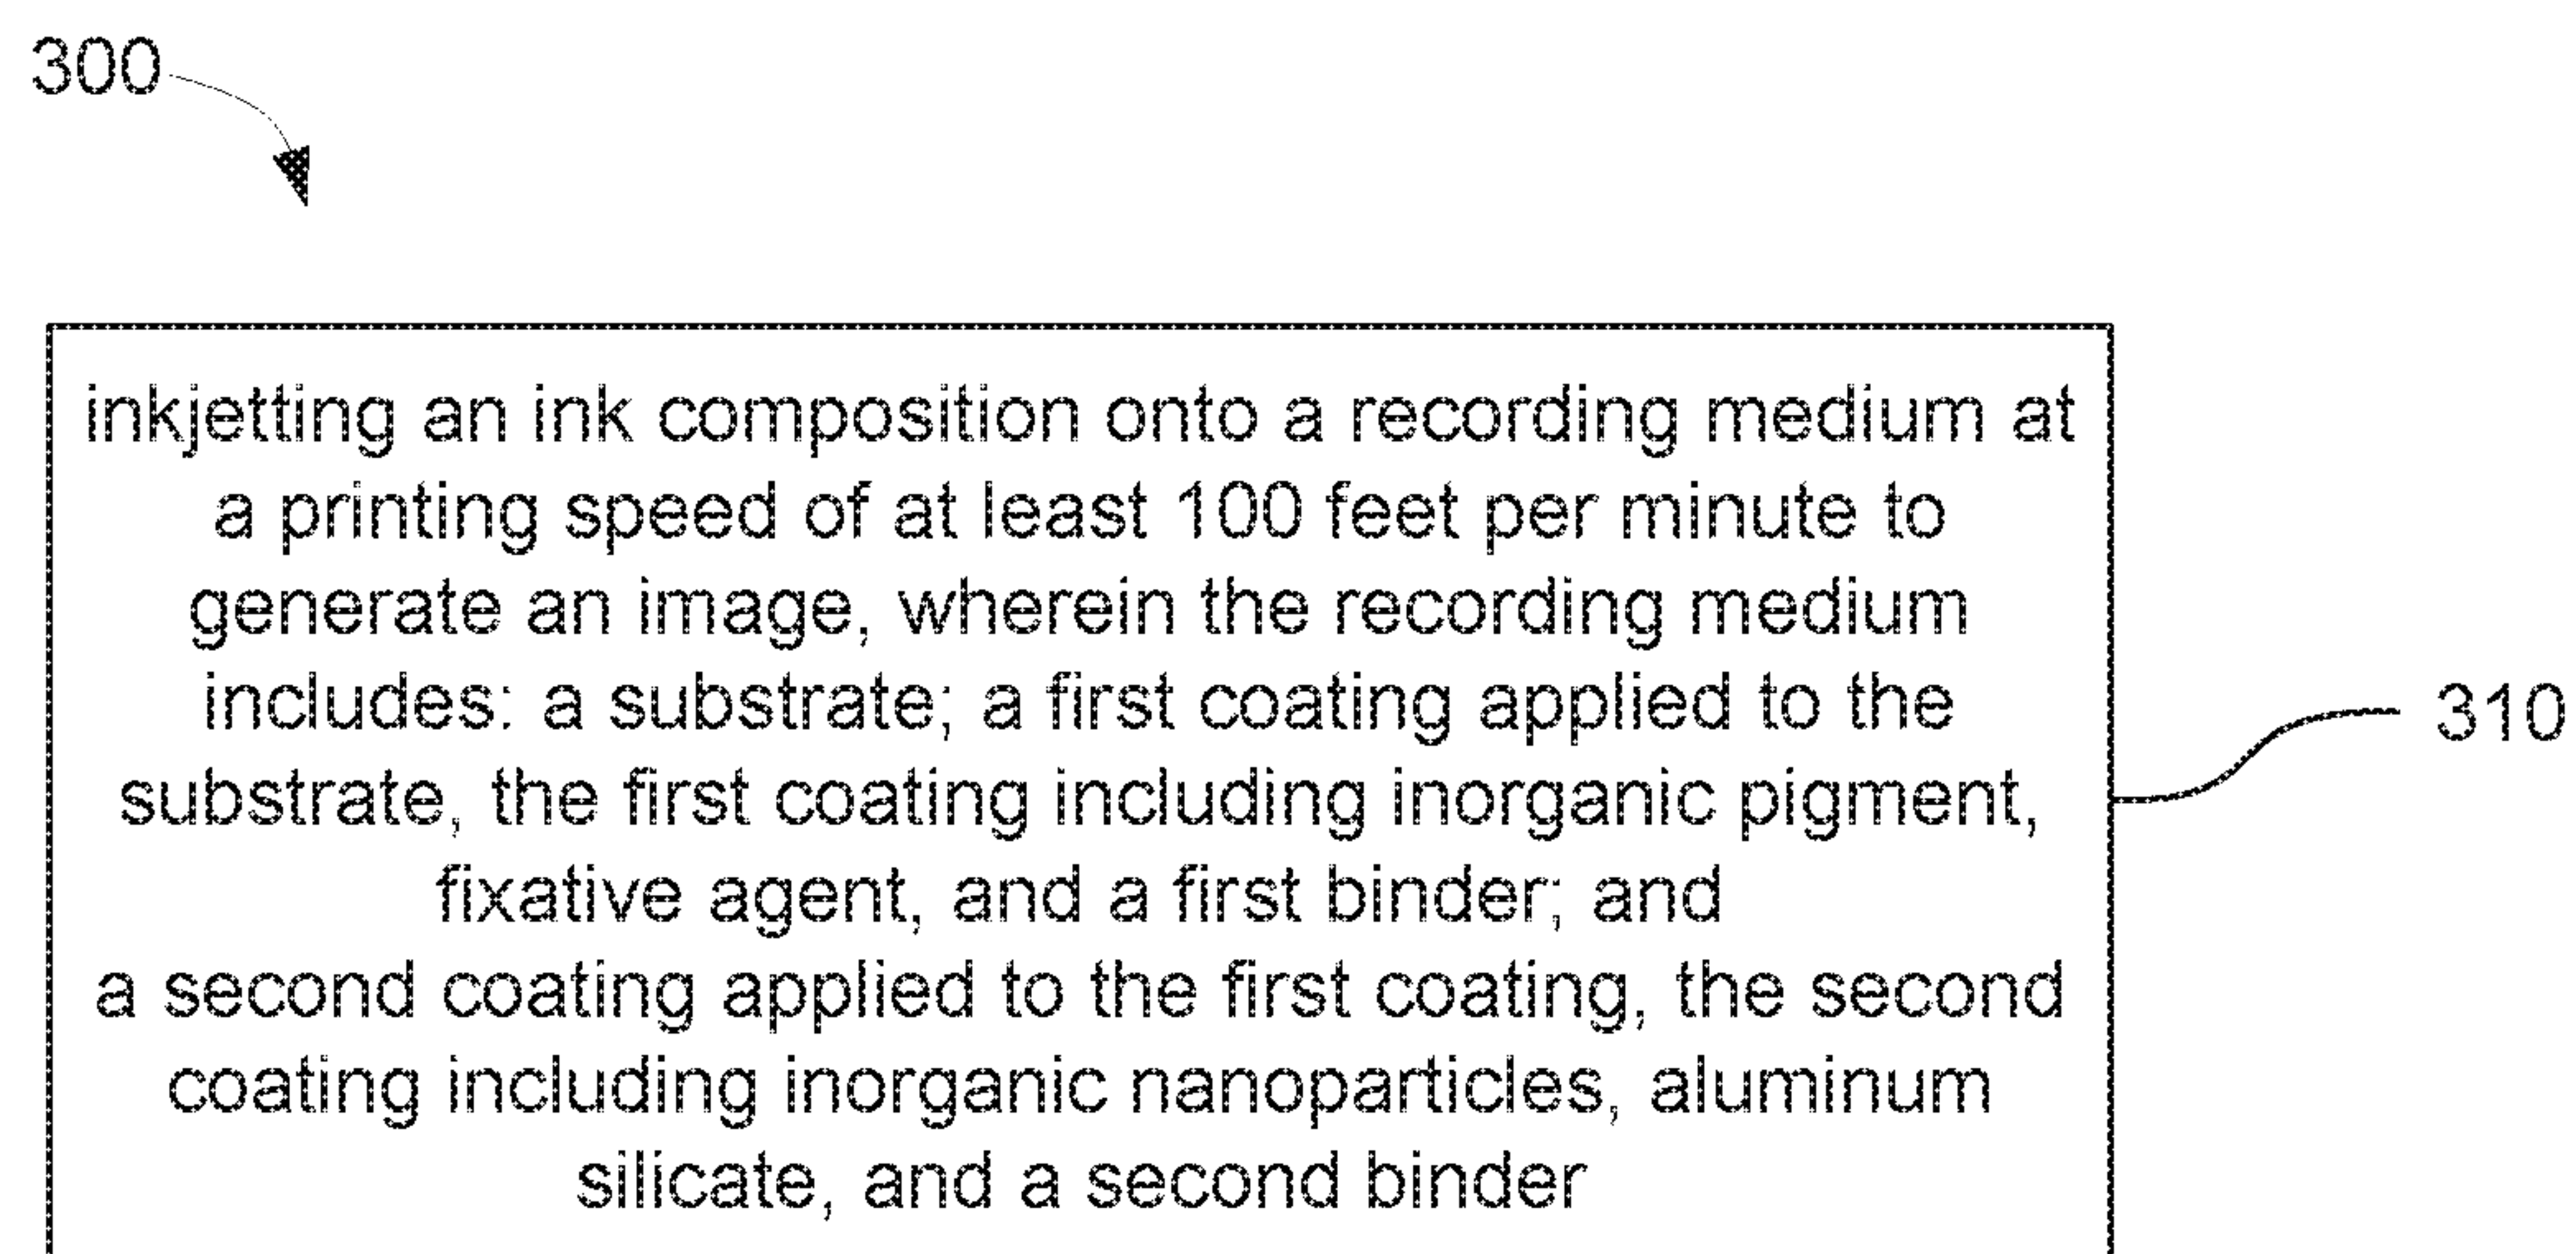 300
inkjetting an ink composition onto a recording medium at
a printing speed of at least 100 feet per minute to
generate an image, wherein the recording medium
includes: a substrate; a first coating applied to the
substrate, the first coating including inorganic pigment,
fixative agent, and a first binder; and
a second coating applied to the first coating, the second
coating including inorganic nanoparticles, aluminum
silicate, and a second binder
310